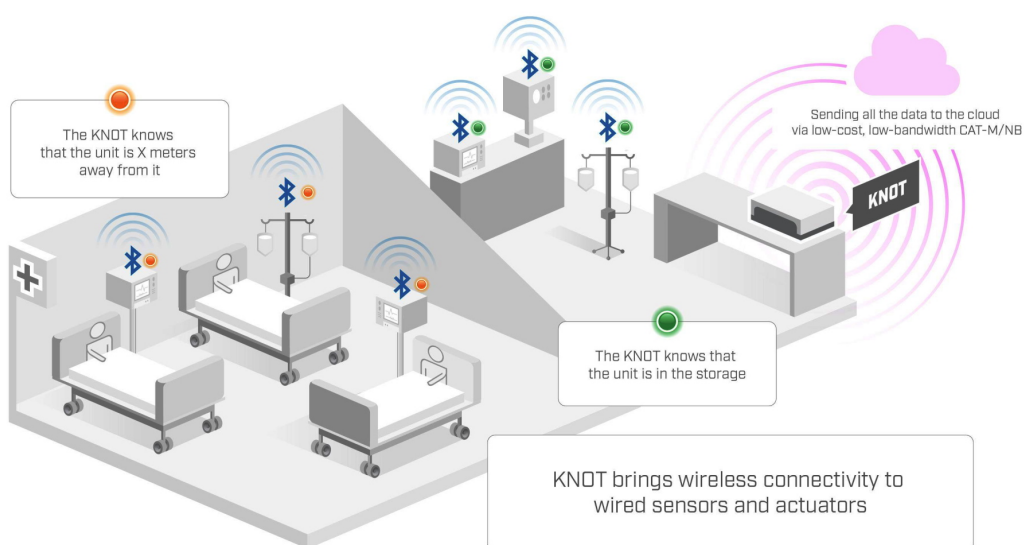 The KNOT knows
that the unit is X meters
away from it
Sending all the data to the cloud
via low-cost, low-bandwidth CAT-M/NB
KNOT
The KNOT knows that
the unit is in the storage
KNOT brings wireless connectivity to
wired sensors and actuators